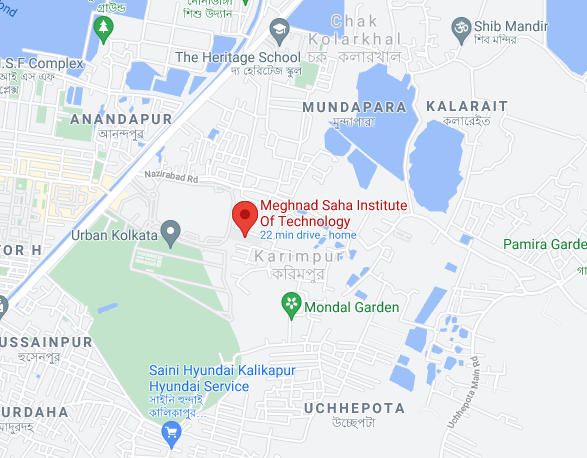 গ্রাউন্ড
শিশু উদ্যান
Chak
Kolarkhal
চক কলারখাল
Shib Mandir
শিব মন্দির
The Heritage School
দ্য হেরিটেজ স্কুল
I.S.F Complex
আই এস এফ
MUNDAPARA
মুন্ডাপাড়া
KALARAIT
কলারেইত
ANANDAPUR
আনন্দপুর
Nazirabad Rd
Meghnad Saha Institute
Of Technology
22 min drive - home
Urban Kolkata
TOR H
Karimpur
করিমপুর
Pamira Garde
Mondal Garden
USSAINPUR
হুসেনপুর
Saini Hyundai Kalikapur
Hyundai Service
সাইনি হুন্ডাই
কালিকাপুর...
Uchhepota Main Rd
UCHHEPOTA
উচ্ছেপটা
URDAHA
মাদুরদহ